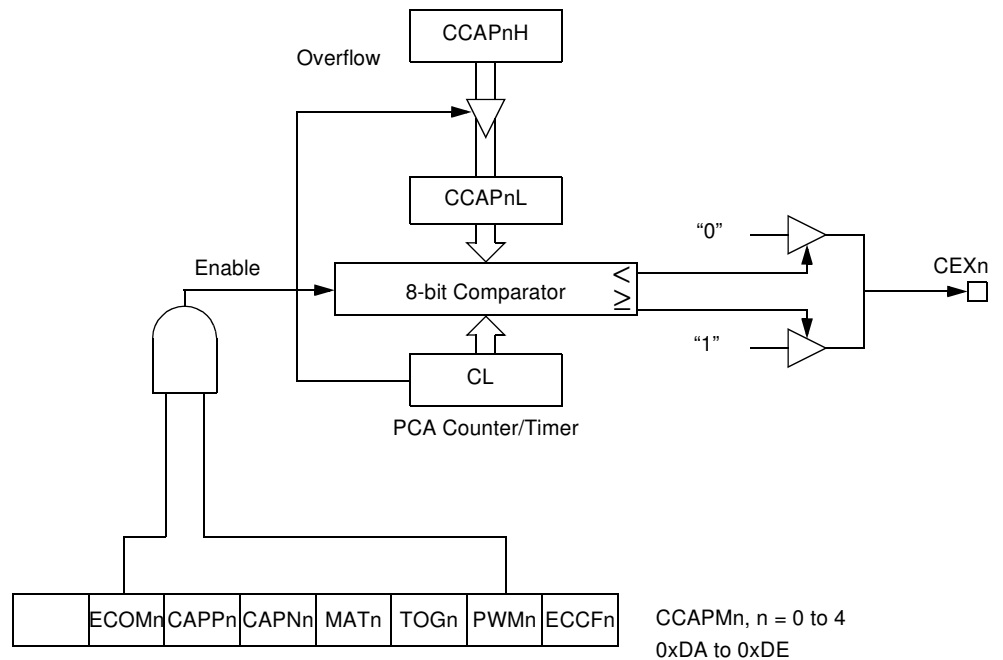 CCAPnH
Overflow
CCAPnL
“0”
Enable
<
8-bit Comparator
≥
CEXn
“1”
CL
PCA Counter/Timer
ECOMn CAPPn CAPNn MATn TOGn PWMn ECCFn
CCAPMn, n = 0 to 4
0xDA to 0xDE